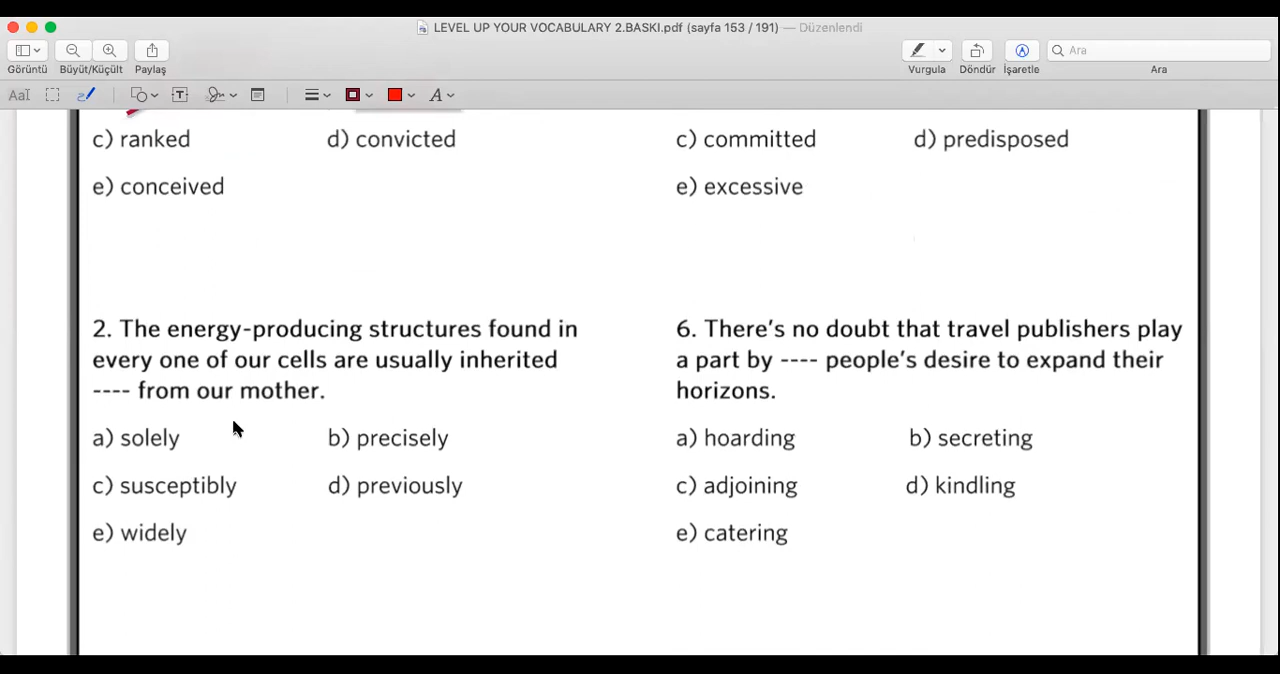 LEVEL UP YOUR VOCABULARY 2.BASKI.pdf (sayfa 153 / 191) — Düzenlendi
Görüntü
Büyüt/Küçült
Paylaş
Vurgula
Döndür
İşaretle
Ara
Ara
c) ranked d) convicted
e) conceived
2. The energy-producing structures found in
every one of our cells are usually inherited
---- from our mother.
a) solely b) precisely
c) susceptibly d) previously
e) widely
c) committed d) predisposed
e) excessive
6. There's no doubt that travel publishers play
a part by ---- people's desire to expand their
horizons.
a) hoarding b) secreting
c) adjoining d) kindling
e) catering